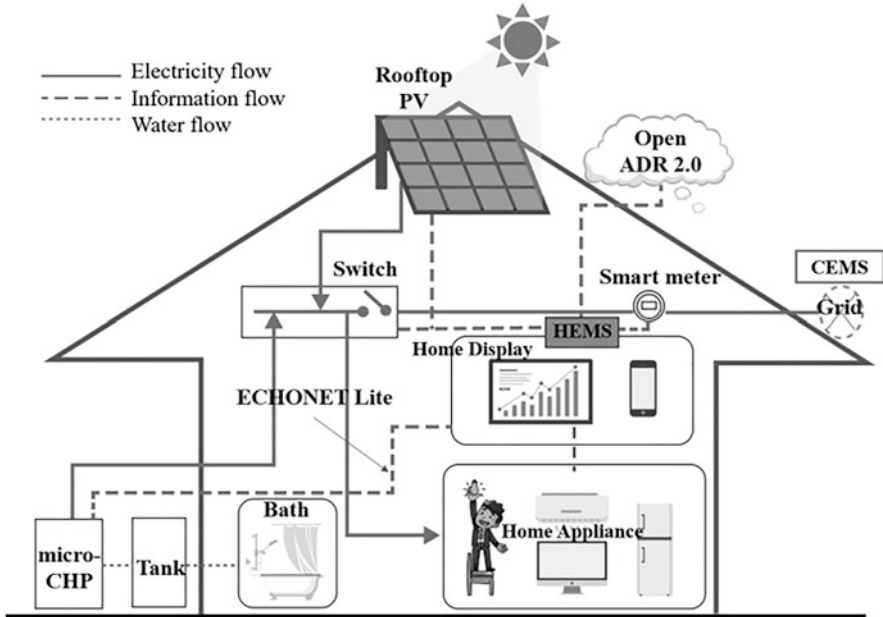 Electricity flow
Information flow
Water flow
Rooftop
PV
Open
ADR 2.0
Switch
Smart meter
CEMS
Grid
HEMS
Home Display
ECHONET Lite
Bath
micro-
CHP
Tank
Home Appliance